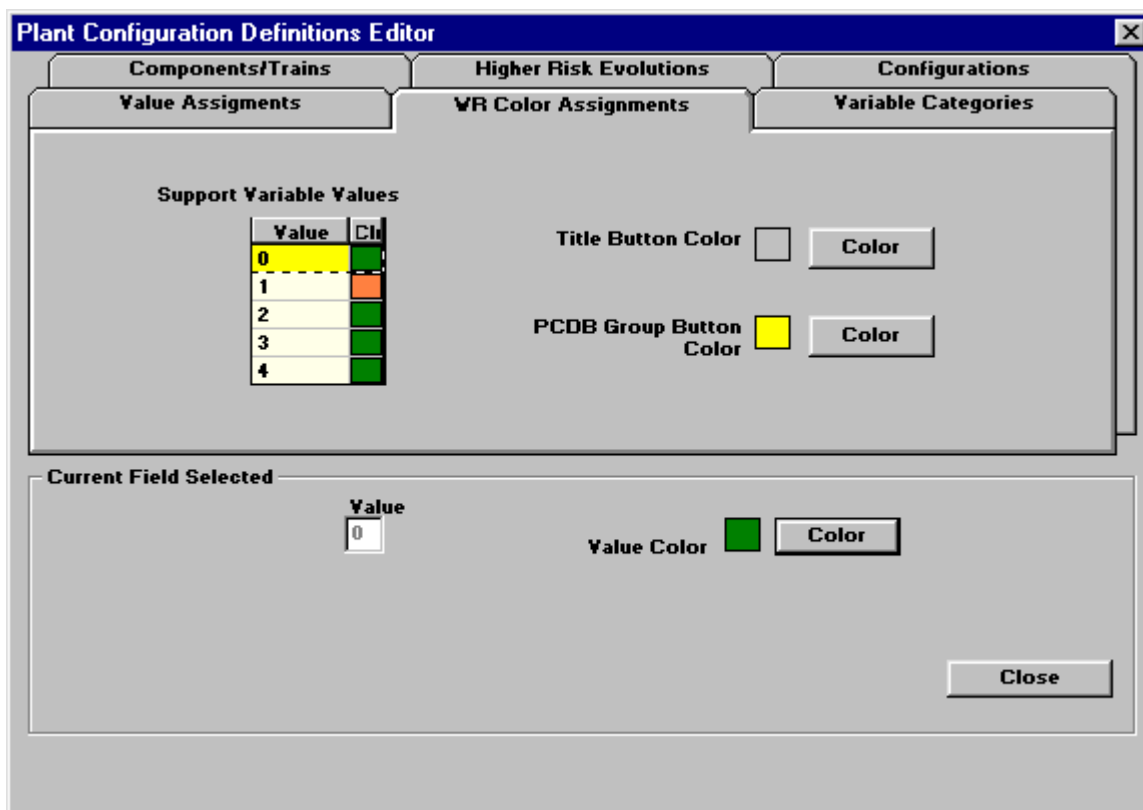 Plant Configuration Definitions Editor
Components/Trains Higher Risk Evolutions Configurations
Value Assigments VR Color Assignments Variable Categories
Support Variable Values
Value Clr
0
1
2
3
4
Title Button Color Color
PCDB Group Button
Color
Color
Current Field Selected
Value
0
Value Color Color
Close